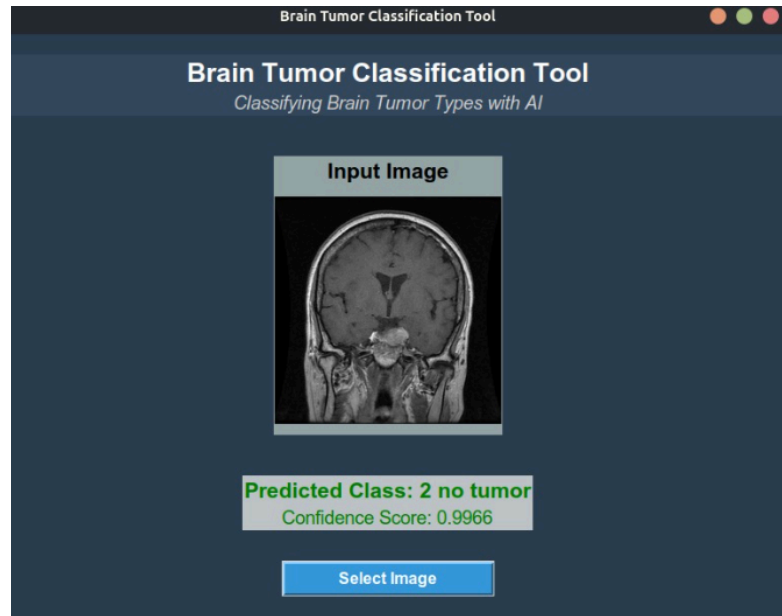 Brain Tumor Classification Tool
Brain Tumor Classification Tool
Classifying Brain Tumor Types with AI
Input Image
Predicted Class: 2 no tumor
Confidence Score: 0.9966
Select Image